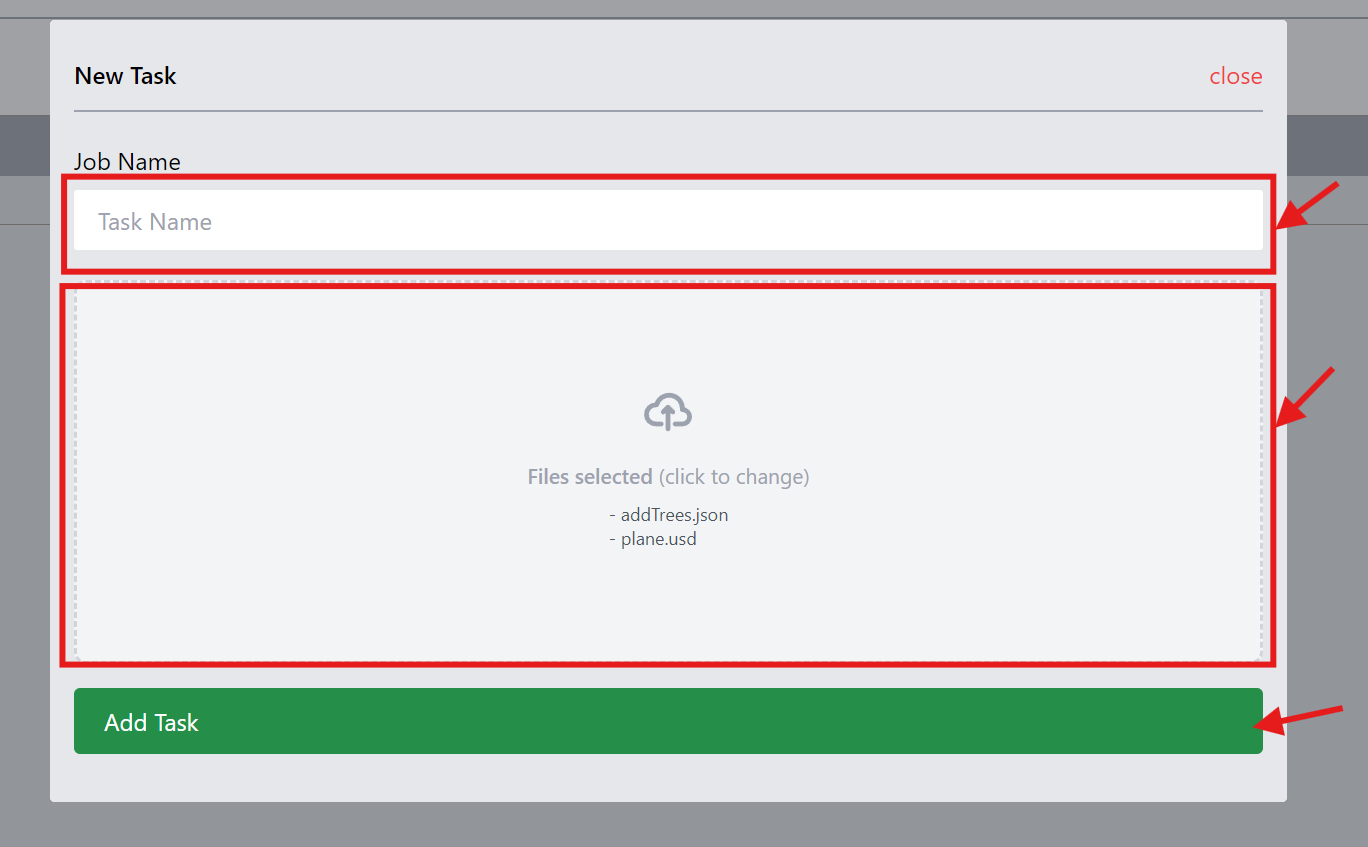 New Task
close
Job Name
Task Name
Files selected (click to change)
- addTrees.json
- plane.usd
Add Task